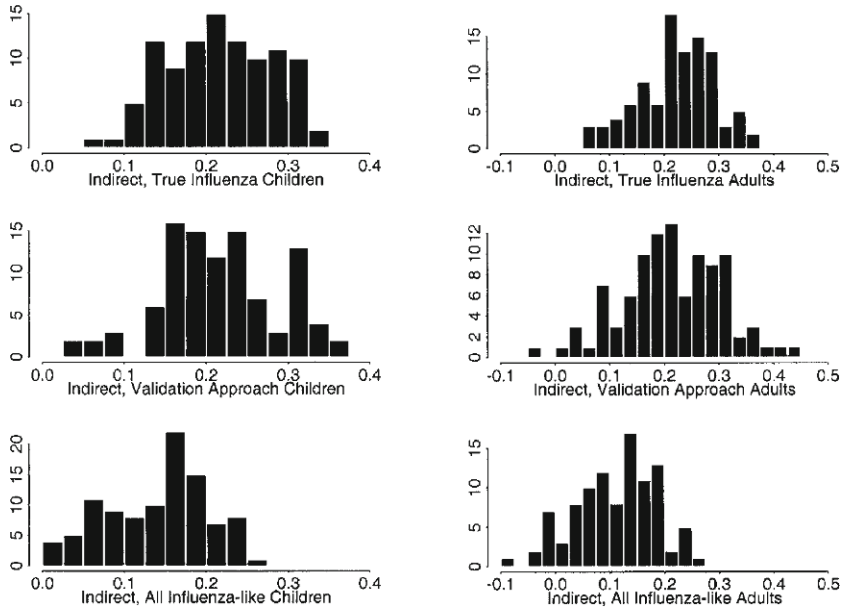 15
10
5
0
0.0 0.1 0.2 0.3 0.4
Indirect, True Influenza Children
15
10
5
0
-0.1 0.0 0.1 0.2 0.3 0.4 0.5
Indirect, True Influenza Adults
15
10
5
0
0.0 0.1 0.2 0.3 0.4
Indirect, Validation Approach Children
12
10
8
6
4
2
0
-0.1 0.0 0.1 0.2 0.3 0.4 0.5
Indirect, Validation Approach Adults
20
15
10
5
0
0.0 0.1 0.2 0.3 0.4
Indirect, All Influenza-like Children
15
10
5
0
-0.1 0.0 0.1 0.2 0.3 0.4 0.5
Indirect, All Influenza-like Adults